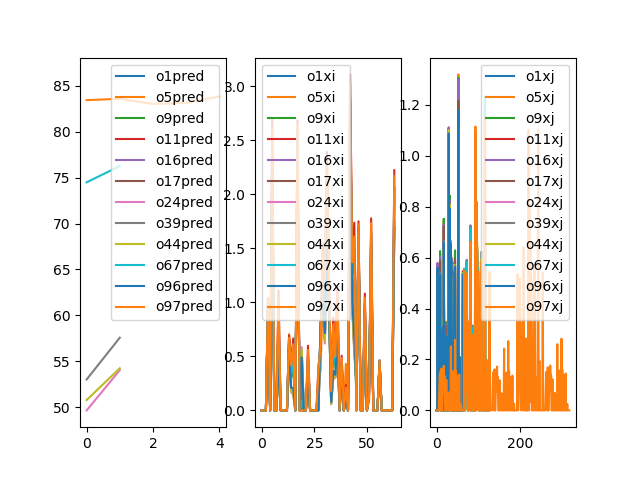 85
80
75
70
65
60
55
50
0
2
4
o1pred
o5pred
o9pred
o11pred
o16pred
o17pred
o24pred
o39pred
o44pred
o67pred
o96pred
o97pred
3.0
2.5
2.0
1.5
1.0
0.5
0.0
0
25
50
o1xi
o5xi
o9xi
o11xi
o16xi
o17xi
o24xi
o39xi
o44xi
o67xi
o96xi
o97xi
1.2
1.0
0.8
0.6
0.4
0.2
0.0
0
200
o1xj
o5xj
o9xj
o11xj
o16xj
o17xj
o24xj
o39xj
o44xj
o67xj
o96xj
o97xj